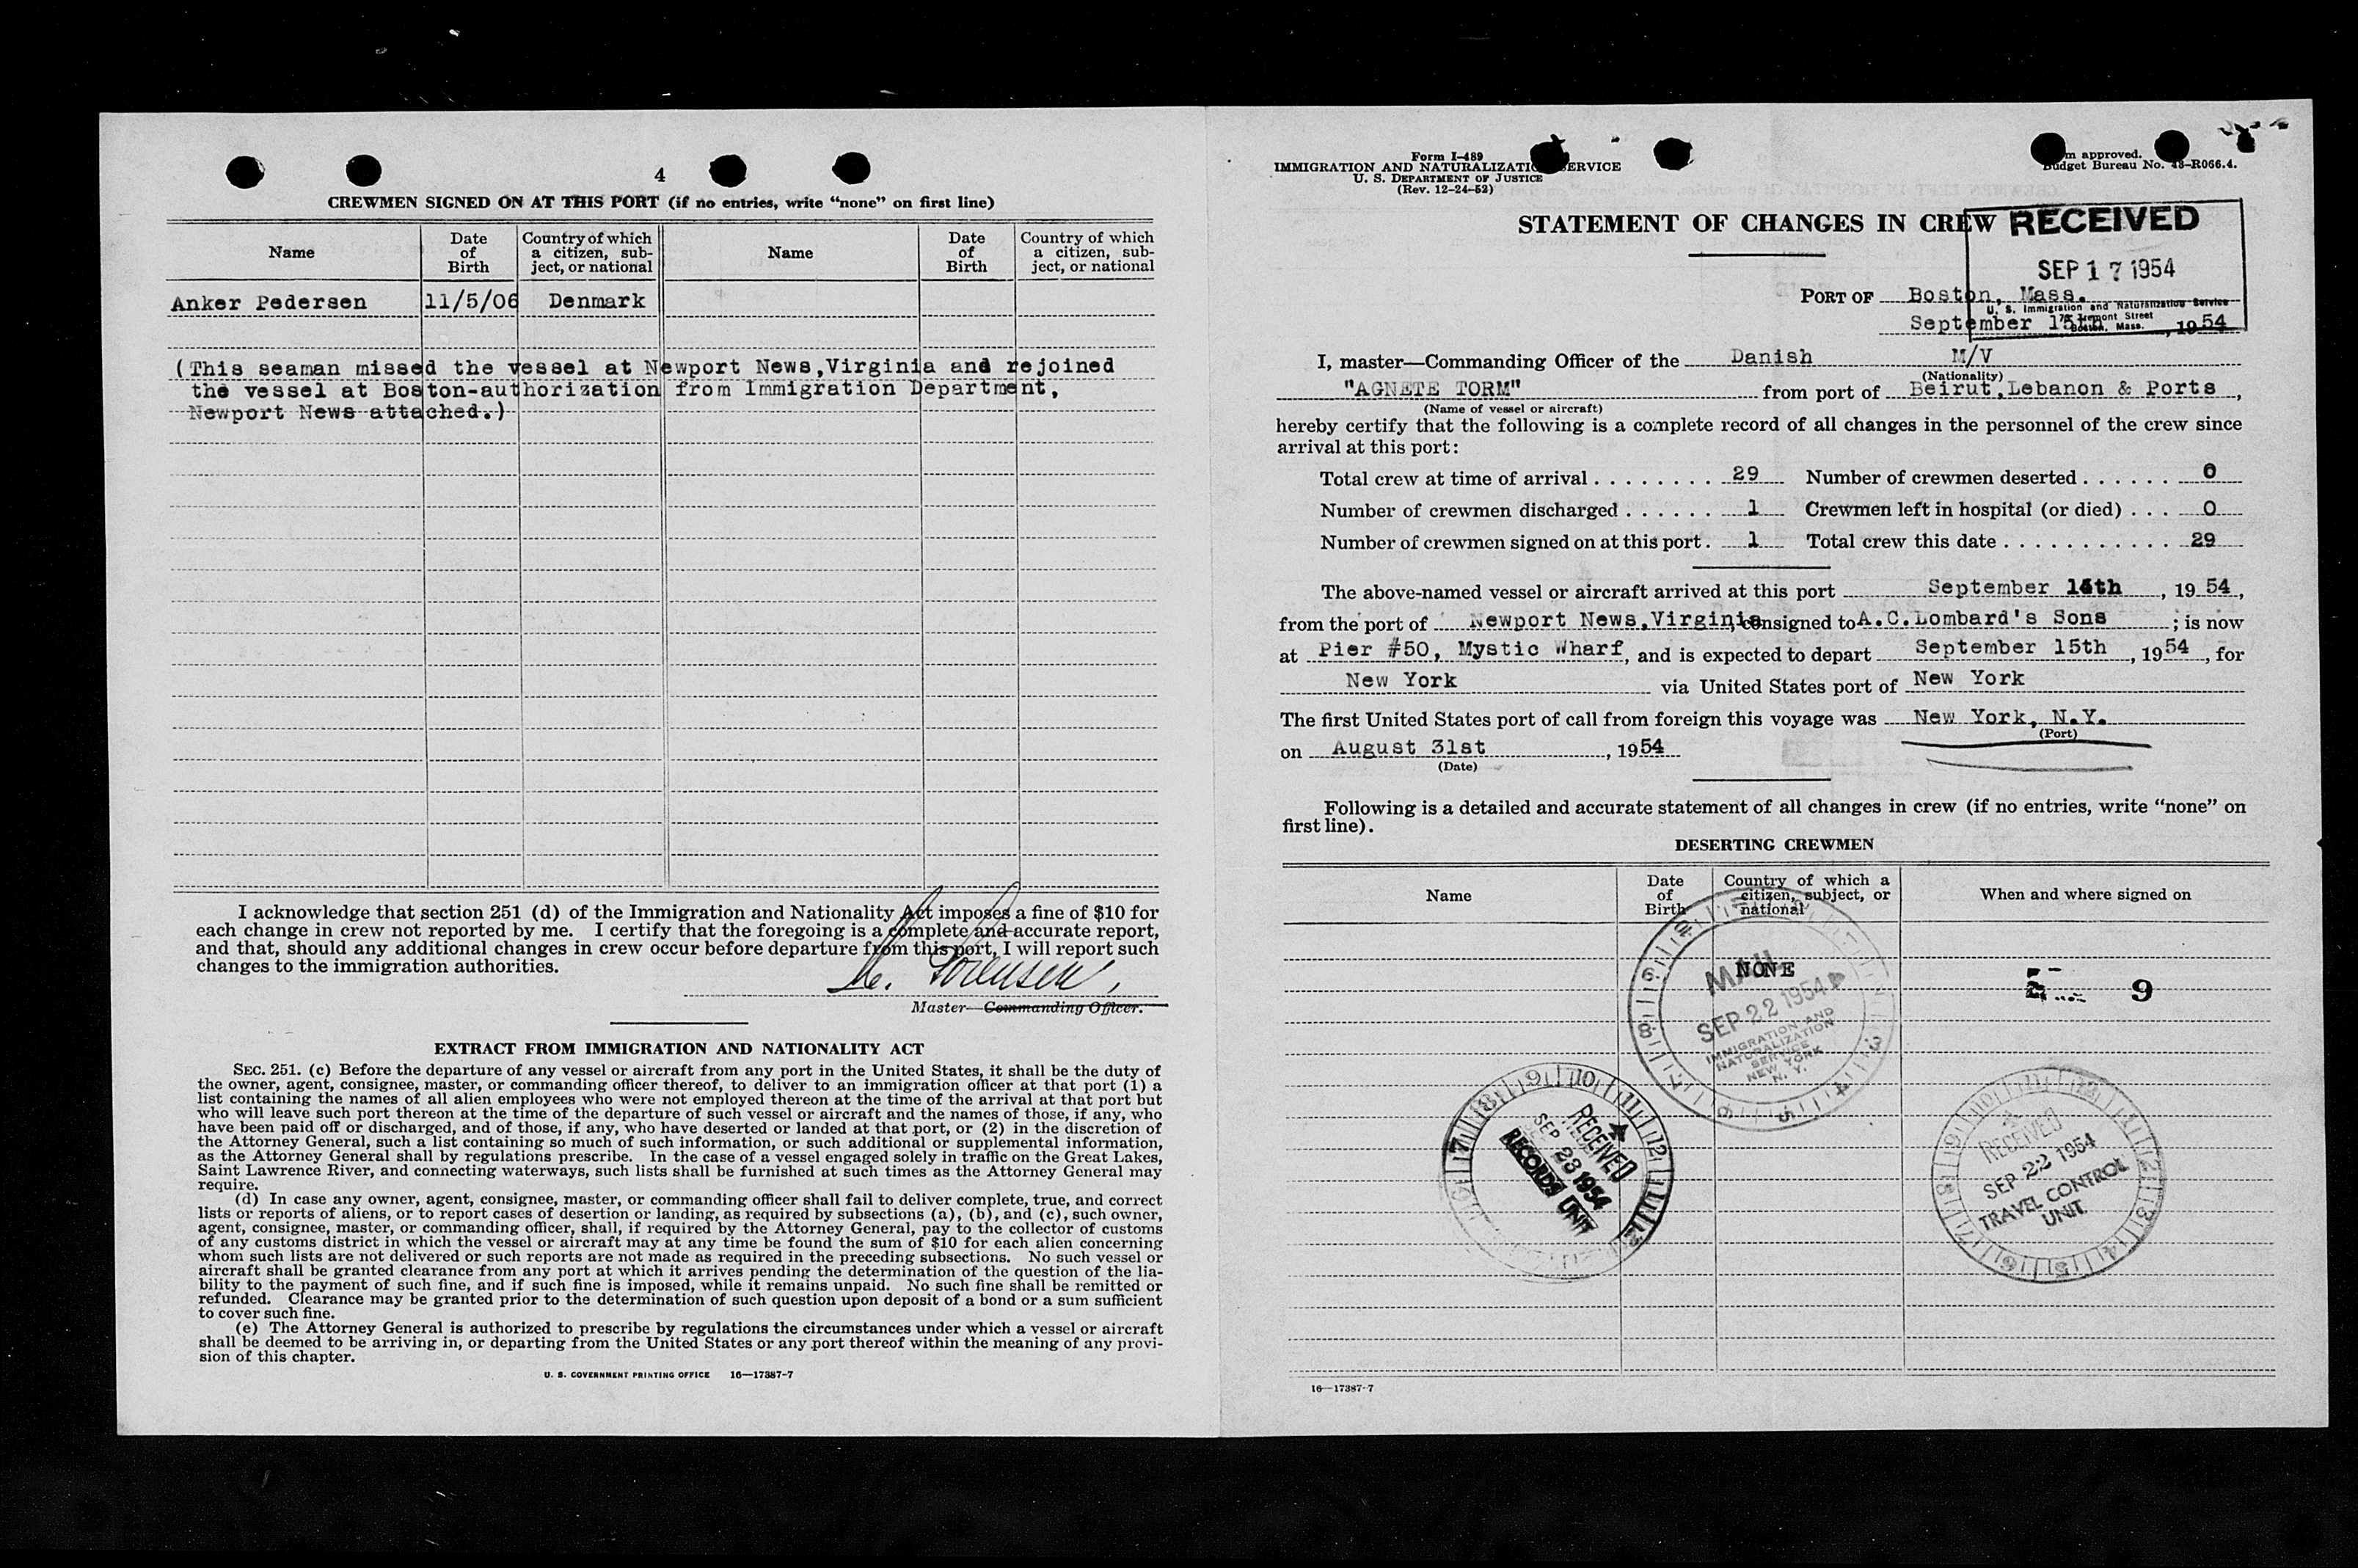 4
CREWMEN SIGNED ON AT THIS PORT (if no entries, write “none” on first line)
Name
Date of Birth
Country of which a citizen, subject, or national
Name
Date of Birth
Country of which a citizen, subject, or national
Anker Pedersen 11/5/06 Denmark
(This seaman missed the vessel at Newport News,Virginia and rejoined
the vessel at Boston-authorization from Immigration Department,
Newport News attached.)
I acknowledge that section 251 (d) of the Immigration and Nationality Act imposes a fine of $10 for
each change in crew not reported by me. I certify that the foregoing is a complete and accurate report,
and that, should any additional changes in crew occur before departure from this port, I will report such
changes to the immigration authorities.
Sorensen
Master—Commanding Officer.
EXTRACT FROM IMMIGRATION AND NATIONALITY ACT
SEC. 251. (c) Before the departure of any vessel or aircraft from any port in the United States, it shall be the duty of
the owner, agent, consignee, master, or commanding officer thereof, to deliver to an immigration officer at that port (1) a
list containing the names of all alien employees who were not employed thereon at the time of the arrival at that port but
who will leave such port thereon at the time of the departure of such vessel or aircraft and the names of those, if any, who
have been paid off or discharged, and of those, if any, who have deserted or landed at that port, or (2) in the discretion of
the Attorney General, such a list containing so much of such information, or such additional or supplemental information,
as the Attorney General shall by regulations prescribe. In the case of a vessel engaged solely in traffic on the Great Lakes,
Saint Lawrence River, and connecting waterways, such lists shall be furnished at such times as the Attorney General may
require.
(d) In case any owner, agent, consignee, master, or commanding officer shall fail to deliver complete, true, and correct
lists or reports of aliens, or to report cases of desertion or landing, as required by subsections (a), (b), and (c), such owner,
agent, consignee, master, or commanding officer, shall, if required by the Attorney General, pay to the collector of customs
of any customs district in which the vessel or aircraft may at any time be found the sum of $10 for each alien concerning
whom such lists are not delivered or such reports are not made as required in the preceding subsections. No such vessel or
aircraft shall be granted clearance from any port at which it arrives pending the determination of the question of the lia-
bility to the payment of such fine, and if such fine is imposed, while it remains unpaid. No such fine shall be remitted or
refunded. Clearance may be granted prior to the determination of such question upon deposit of a bond or a sum sufficient
to cover such fine.
(e) The Attorney General is authorized to prescribe by regulations the circumstances under which a vessel or aircraft
shall be deemed to be arriving in, or departing from the United States or any port thereof within the meaning of any provi-
sion of this chapter.
U. S. GOVERNMENT PRINTING OFFICE 16—17387-7
Form I-489
IMMIGRATION AND NATURALIZATIO ERVICE
U. S. DEPARTMENT OF JUSTICE
(Rev. 12-24-52)
m approved.
Budget Bureau No. 43-R066.4.
STATEMENT OF CHANGES IN CREW
RECEIVED
SEP 17 1954
U. S. Immigration and Naturalization Service
Tremont Street
Boston, Mass.
PORT OF Boston, Mass.
September 15th, 1954
I, master—Commanding Officer of the Danish M/V
(Nationality)
"AGNETE TORM" from port of Beirut,Lebanon & Ports,
(Name of vessel or aircraft)
hereby certify that the following is a complete record of all changes in the personnel of the crew since
arrival at this port:
Total crew at time of arrival . . . . . . . . 29 Number of crewmen deserted . . . . . . 0
Number of crewmen discharged . . . . . . 1 Crewmen left in hospital (or died) . . . 0
Number of crewmen signed on at this port . 1 Total crew this date . . . . . . . . . . . 29
The above-named vessel or aircraft arrived at this port September 14th, 1954,
from the port of Newport News,Virginia consigned to A.C.Lombard's Sons; is now
at Pier #50, Mystic Wharf, and is expected to depart September 15th, 1954, for
New York via United States port of New York
The first United States port of call from foreign this voyage was New York, N.Y.
(Port)
on August 31st, 1954
(Date)
Following is a detailed and accurate statement of all changes in crew (if no entries, write “none” on
first line).
DESERTING CREWMEN
Name
Date of Birth
Country of which a citizen, subject, or national
When and where signed on
NONE
9
MAIL
SEP 22 1954
IMMIGRATION AND
NATURALIZATION
SERVICE
NEW YORK
N. Y.
RECEIVED
SEP 23 1954
RECORDS UNIT
RECEIVED
SEP 22 1954
TRAVEL CONTROL
UNIT
16—17387-7